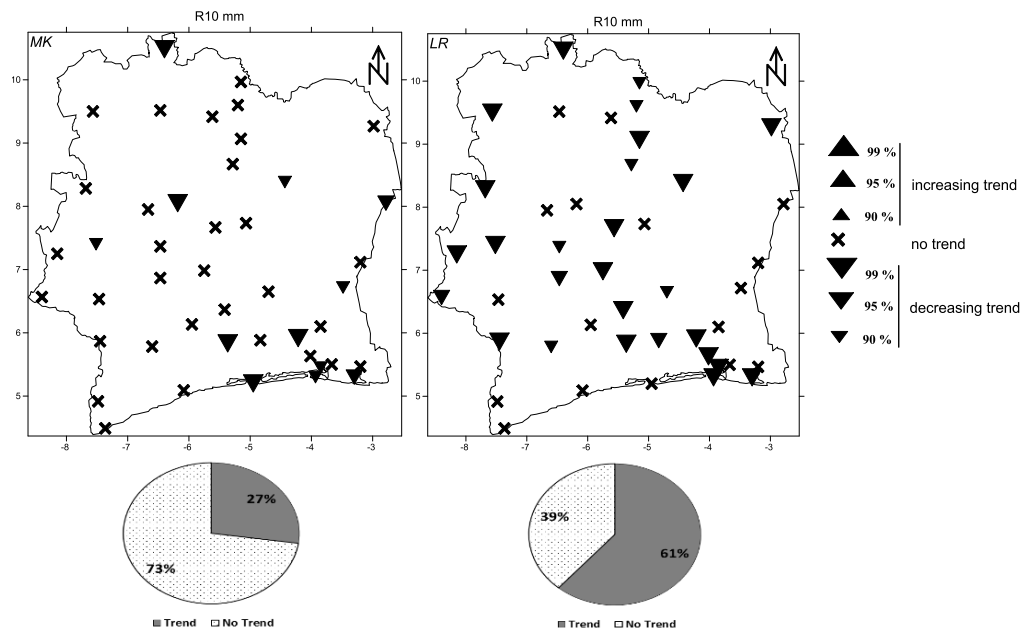 R10 mm
R10 mm
MK
N
LR
N
10
9
8
7
6
5
-8 -7 -6 -5 -4 -3
10
9
8
7
6
5
-8 -7 -6 -5 -4 -3
99 %
95 %
90 %
increasing trend
no trend
99 %
95 %
90 %
decreasing trend
27%
73%
Trend No Trend
39%
61%
Trend No Trend